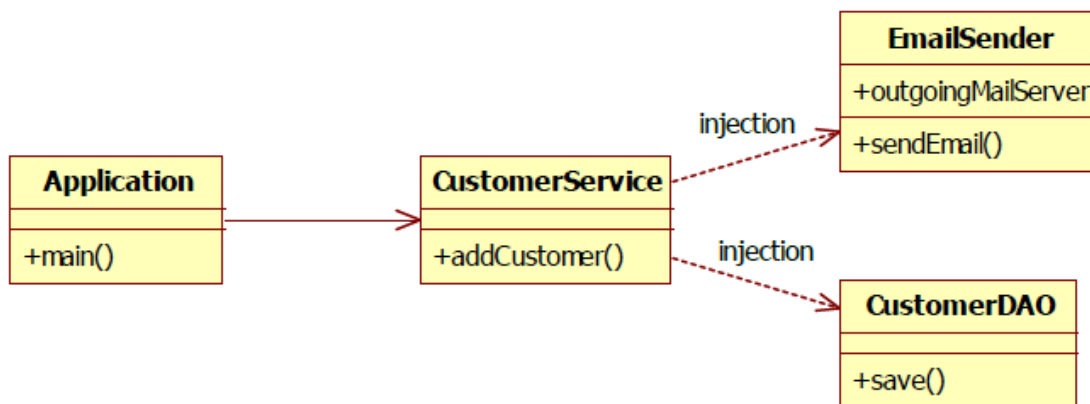 Application
+main()
CustomerService
+addCustomer()
injection
EmailSender
+outgoingMailServer
+sendEmail()
injection
CustomerDAO
+save()